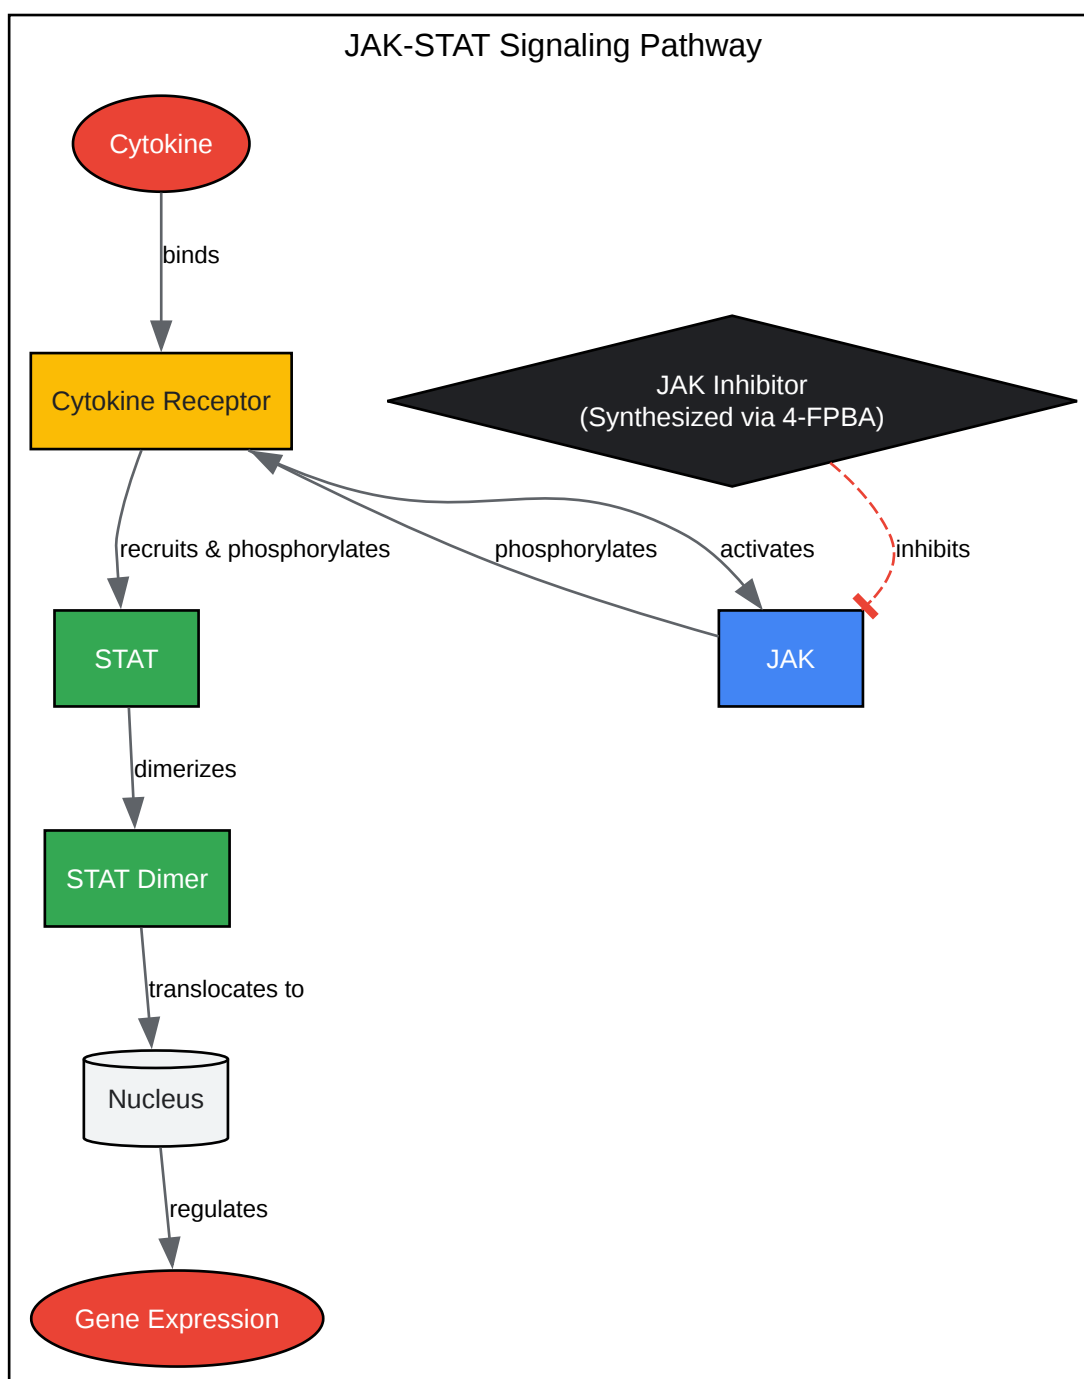 JAK-STAT Signaling Pathway
Cytokine
binds
Cytokine Receptor
JAK Inhibitor
(Synthesized via 4-FPBA)
recruits & phosphorylates
phosphorylates
activates
inhibits
STAT
JAK
dimerizes
STAT Dimer
translocates to
Nucleus
regulates
Gene Expression